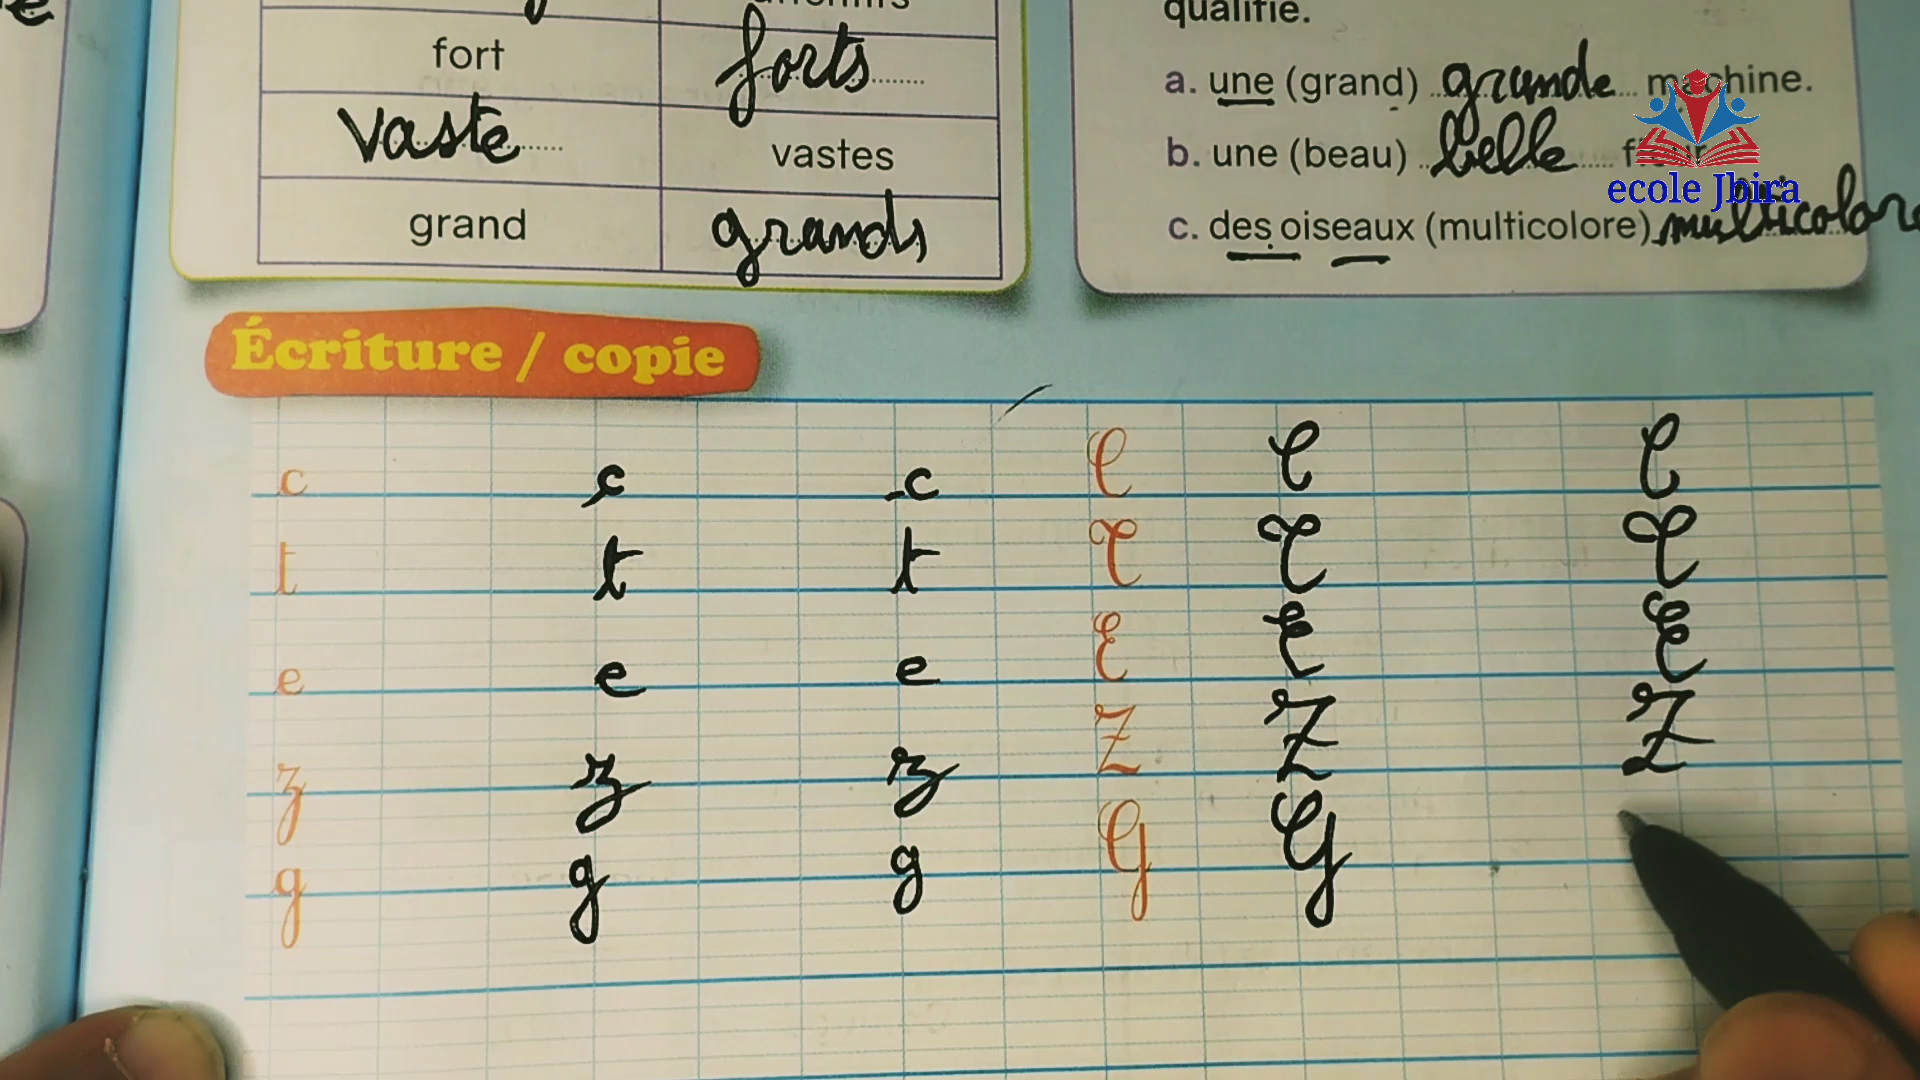 qualifie.
fort forts
vaste vastes
grand grands
a. une (grand) grande machine.
b. une (beau) belle
c. des oiseaux (multicolore) multicolore
ecole Jbira
Écriture / copie
c c c C C C
t t t T T T
e e e E E E
z z z Z Z Z
g g g G G